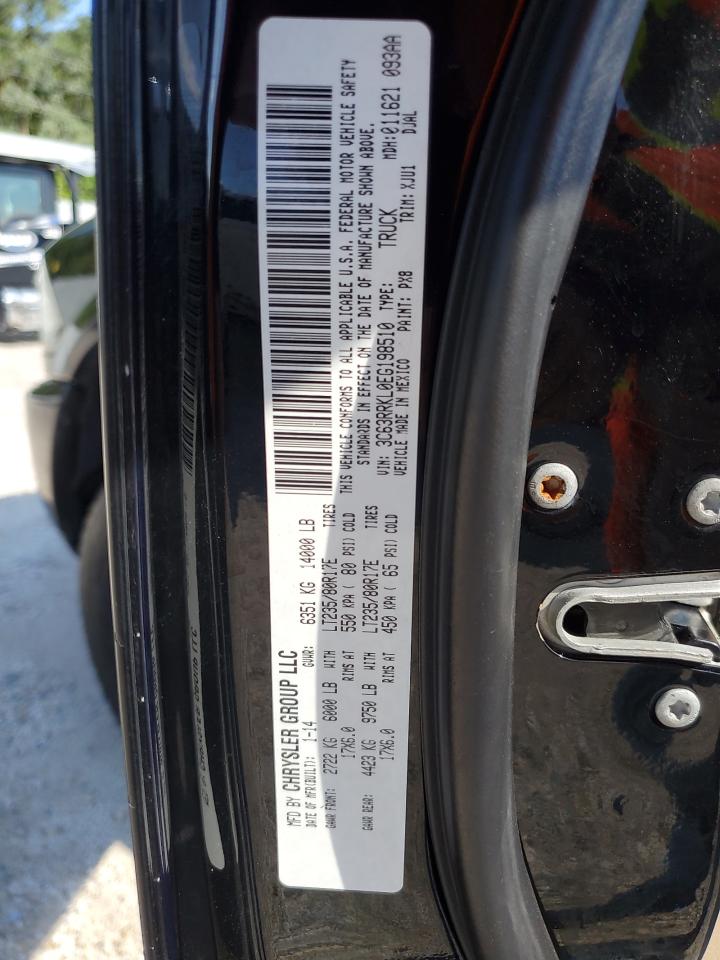 MFD BY CHRYSLER GROUP LLC
DATE OF MFR(BUILT): 1-14 GVWR: 6351 KG 14000 LB
GAWR FRONT: 2722 KG 6000 LB WITH LT235/80R17E TIRES
17X6.0 RIMS AT 550 KPA ( 80 PSI) COLD
GAWR REAR: 4423 KG 9750 LB WITH LT235/80R17E TIRES
17X6.0 RIMS AT 450 KPA ( 65 PSI) COLD
THIS VEHICLE CONFORMS TO ALL APPLICABLE U.S.A. FEDERAL MOTOR VEHICLE SAFETY
STANDARDS IN EFFECT ON THE DATE OF MANUFACTURE SHOWN ABOVE.
VIN: 3C63RRKL0EG198510 TYPE: TRUCK MDH:011621 093AA
VEHICLE MADE IN MEXICO PAINT: PX8 TRIM: XJU1 DJAL